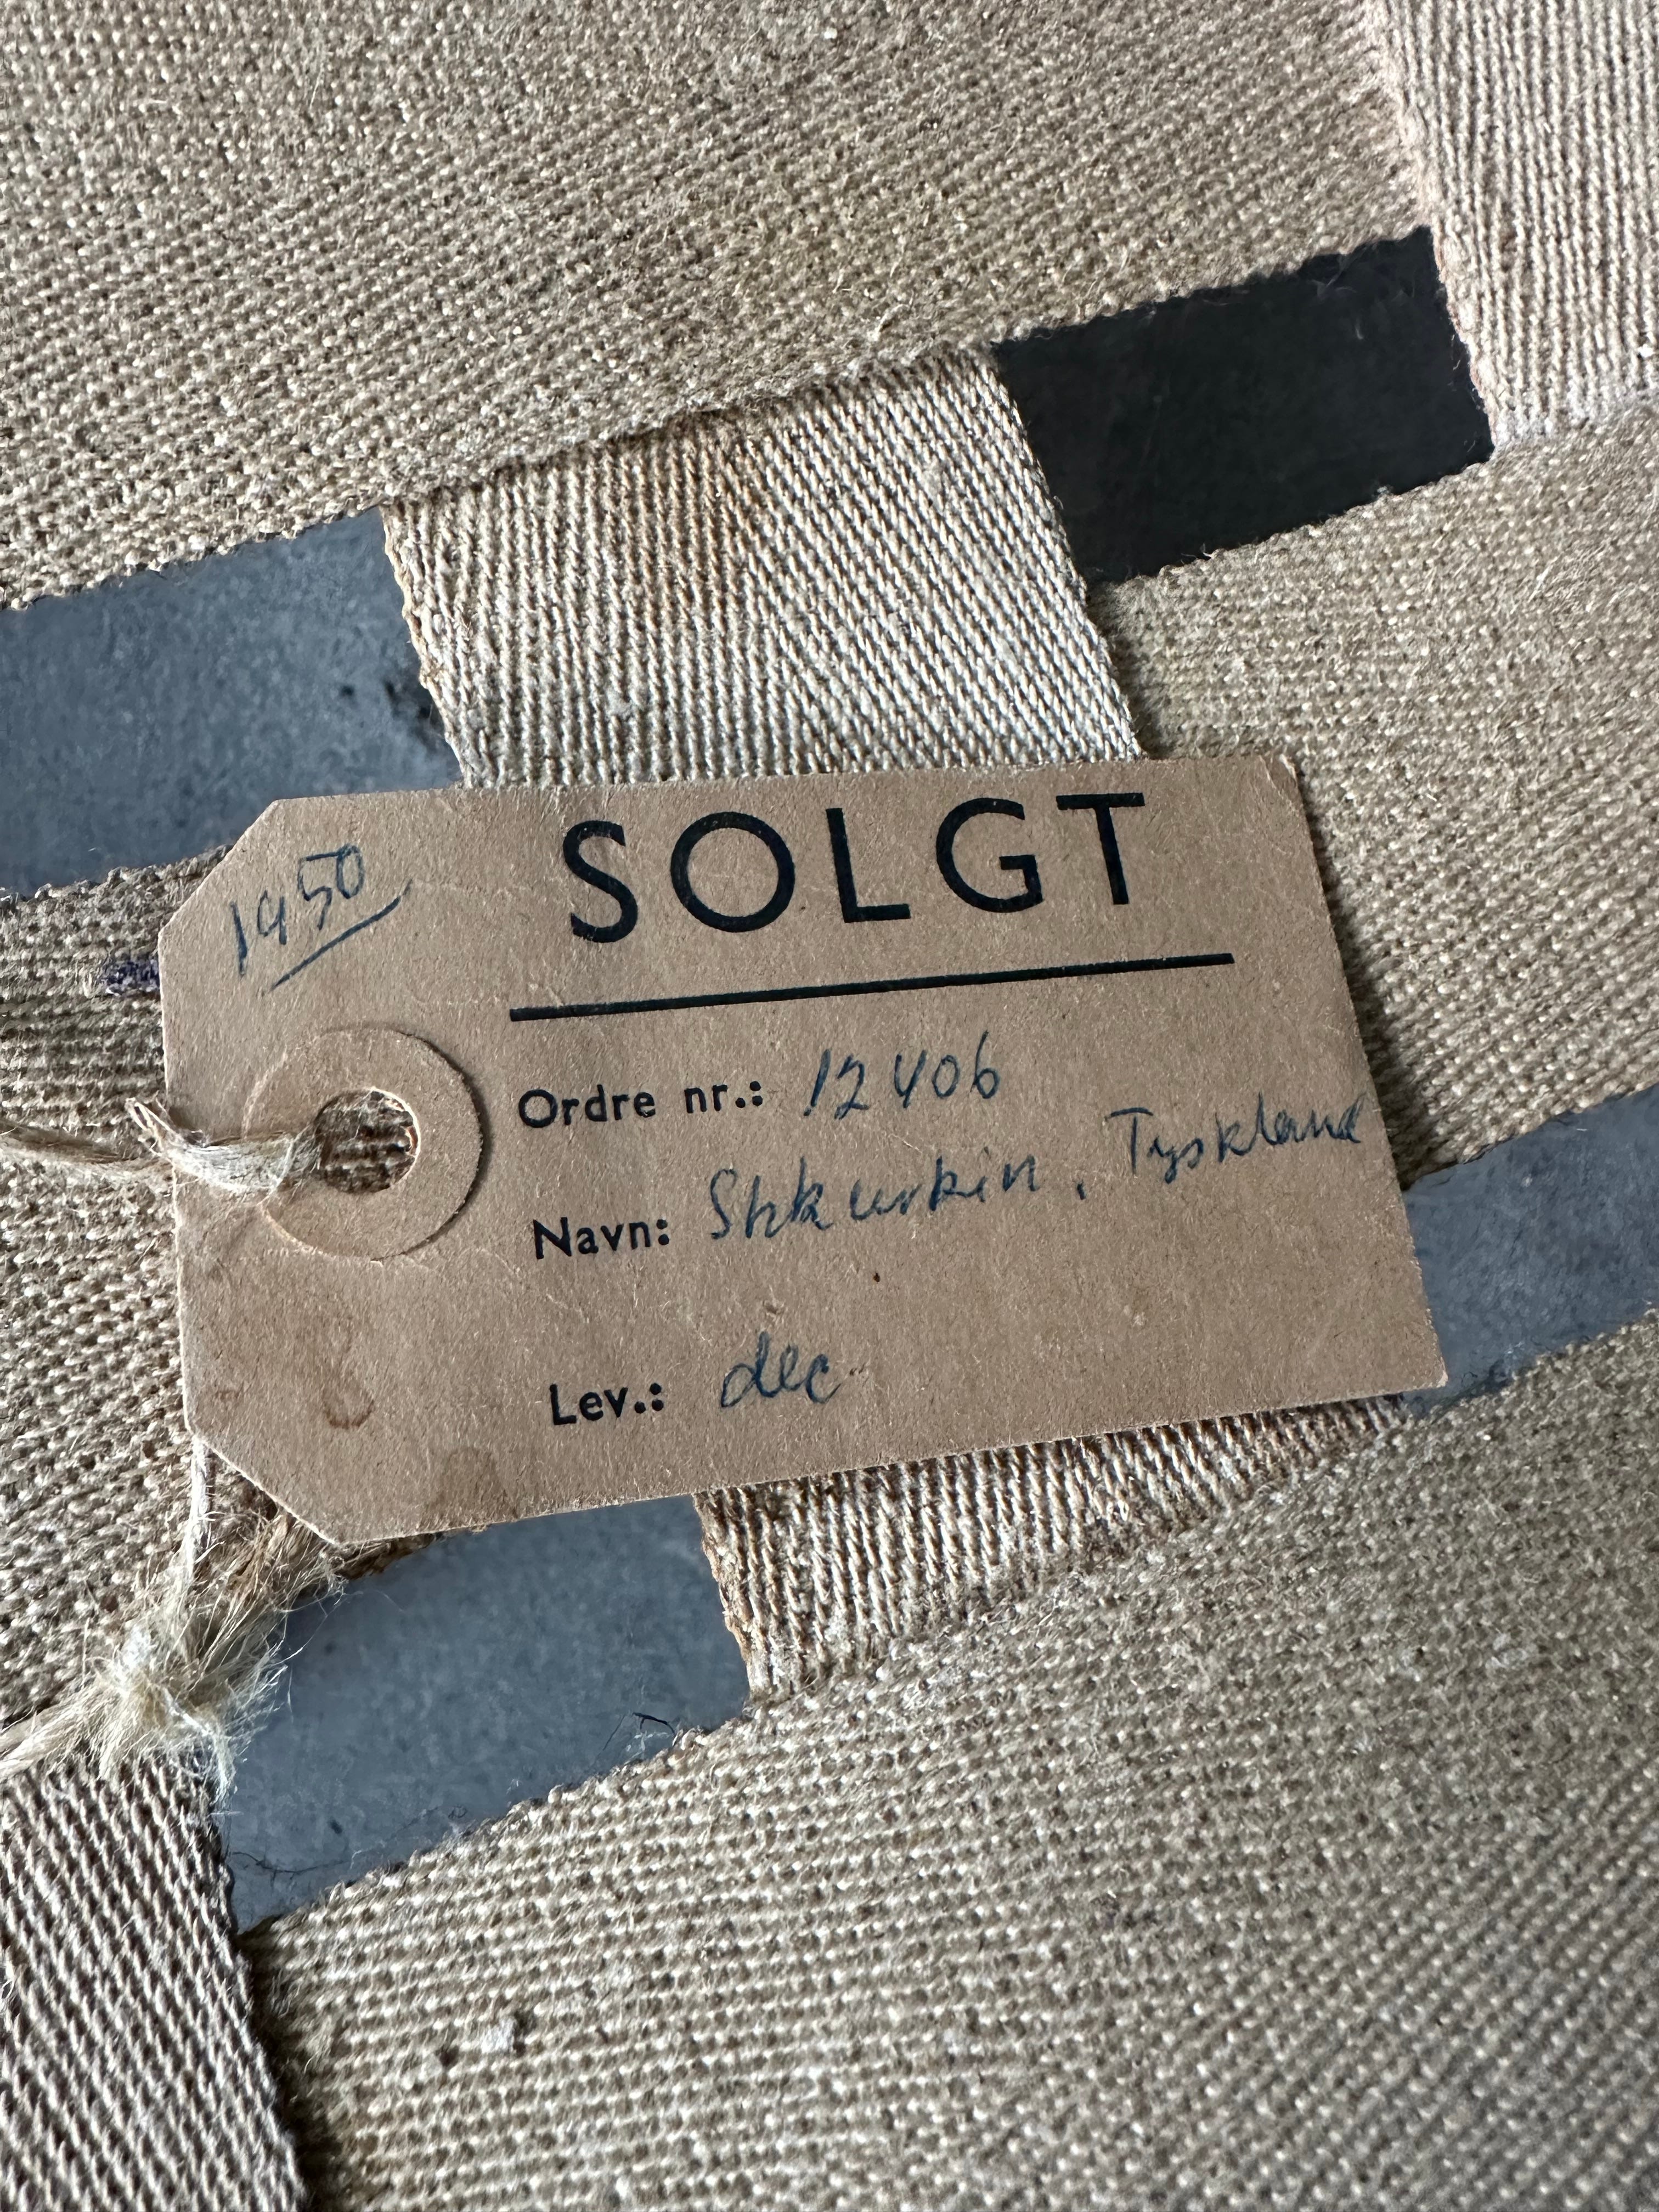 1950
SOLGT
Ordre nr.: 12406
Navn: Shkurkin, Tyskland
Lev.: dec